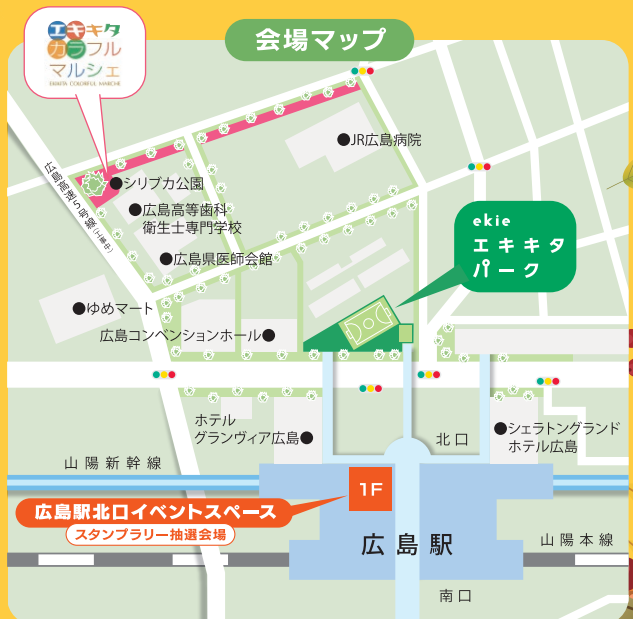 会場マップ
エキキタ
カラフル
マルシェ
EKIKITA COLORFUL MARCHE
●JR広島病院
●シリブカ公園
広島高速5号線(工事中)
●広島高等歯科
衛生士専門学校
●広島県医師会館
ekie
エキキタ
パーク
●ゆめマート
広島コンベンションホール●
ホテル
グランヴィア広島●
北口
●シェラトングランド
ホテル広島
山陽新幹線
1F
広島駅北口イベントスペース
スタンプラリー抽選会場
広島駅
山陽本線
南口